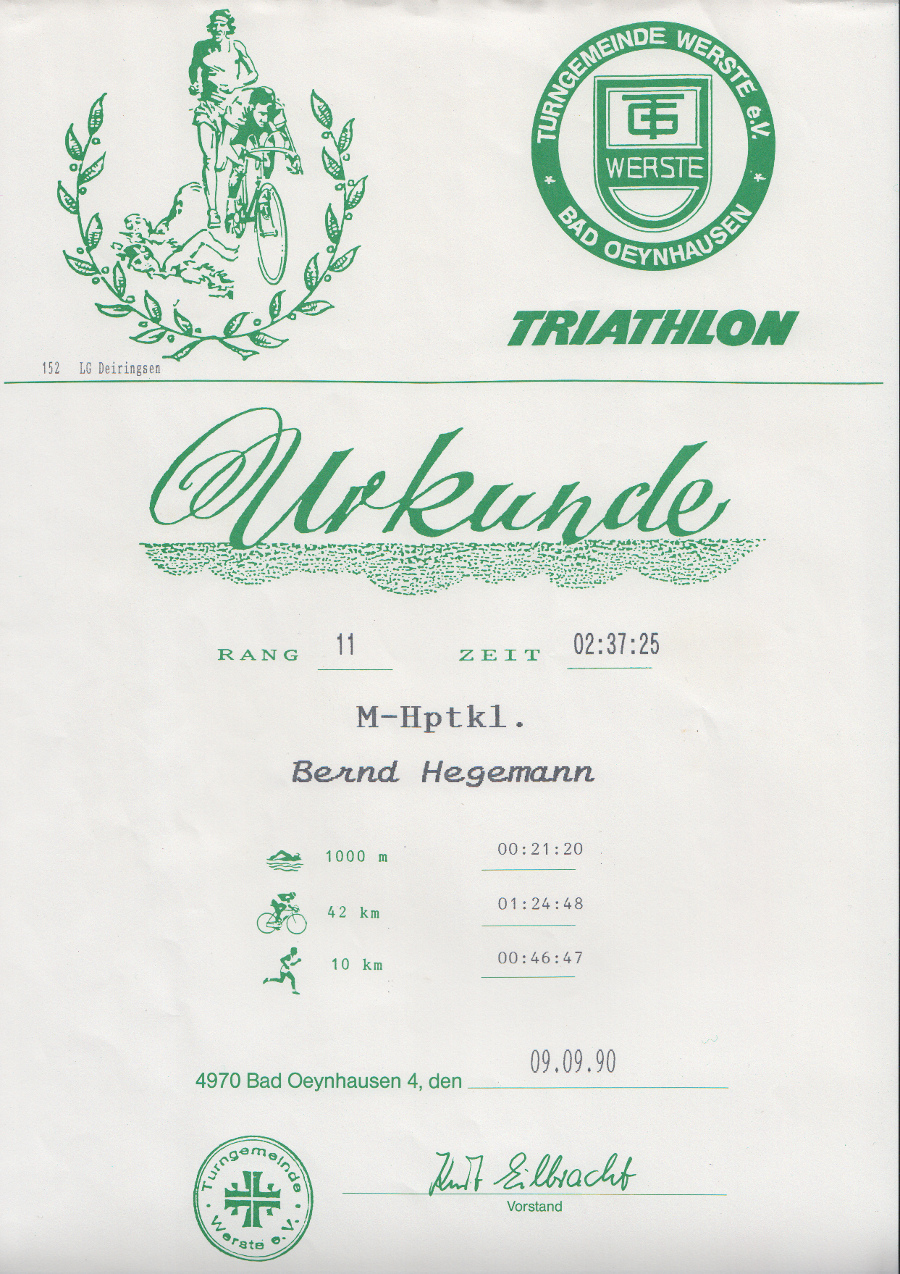 TURNGEMEINDE WERSTE e.V.
WERSTE
BAD OEYNHAUSEN
TRIATHLON
152 LG Deiringsen
Urkunde
RANG 11 ZEIT 02:37:25
M-Hptkl.
Bernd Hegemann
1000 m 00:21:20
42 km 01:24:48
10 km 00:46:47
4970 Bad Oeynhausen 4, den 09.09.90
Turngemeinde
Werste e.V.
Kurt Eilbracht
Vorstand